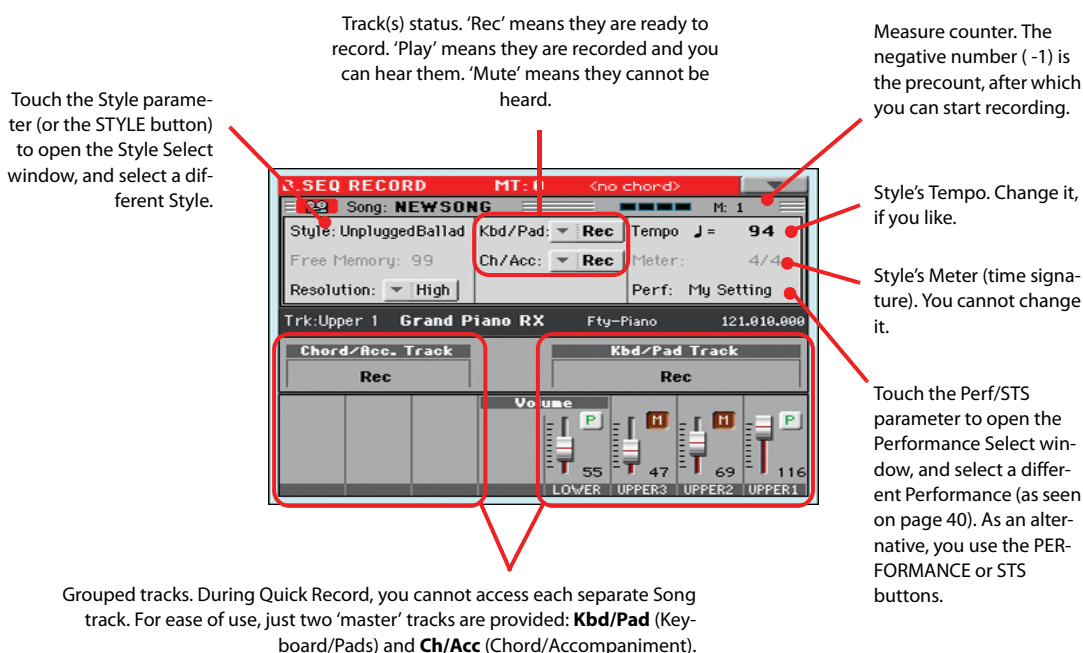 Track(s) status. ‘Rec’ means they are ready to
record. ‘Play’ means they are recorded and you
can hear them. ‘Mute’ means they cannot be
heard.
Measure counter. The
negative number ( -1) is
the precount, after which
you can start recording.
Touch the Style parame-
ter (or the STYLE button)
to open the Style Select
window, and select a dif-
ferent Style.
SEQ RECORD MT: 0 <no chord>
Song: NEWSONG M: 1
Style: UnpluggedBallad Kbd/Pad: Rec Tempo ♩ = 94
Free Memory: 99 Ch/Acc: Rec Meter: 4/4
Resolution: High Perf: My Setting
Trk:Upper 1 Grand Piano RX Fty-Piano 121.010.000
Chord/Acc. Track Kbd/Pad Track
Rec Rec
Volume
P M M P
55 47 69 116
LOWER UPPER3 UPPER2 UPPER1
Style’s Tempo. Change it,
if you like.
Style’s Meter (time signa-
ture). You cannot change
it.
Touch the Perf/STS
parameter to open the
Performance Select win-
dow, and select a differ-
ent Performance (as seen
on page 40). As an alter-
native, you use the PER-
FORMANCE or STS
buttons.
Grouped tracks. During Quick Record, you cannot access each separate Song
track. For ease of use, just two ‘master’ tracks are provided: Kbd/Pad (Key-
board/Pads) and Ch/Acc (Chord/Accompaniment).